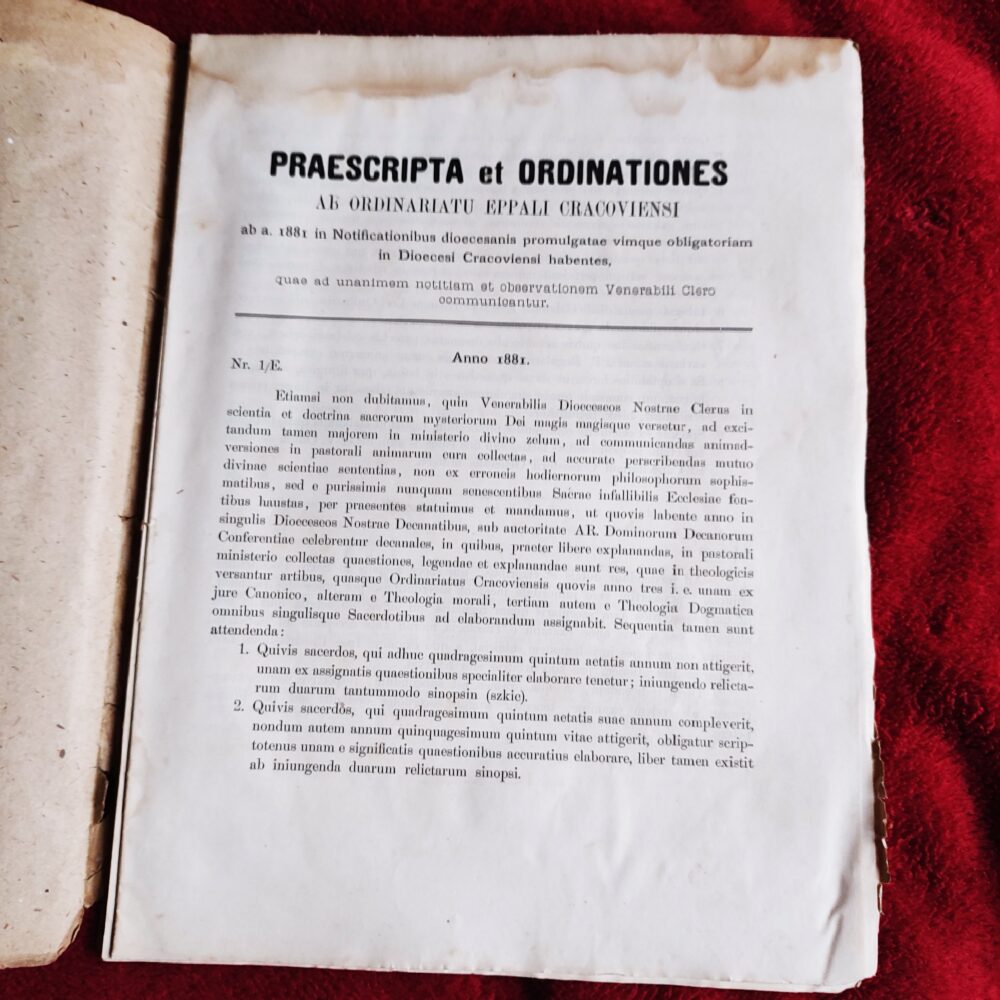 PRAESCRIPTA et ORDINATIONES
AB ORDINARIATU EPPALI CRACOVIENSI
ab a. 1881 in Notificationibus dioecesanis promulgatae vimque obligatoriam
in Dioecesi Cracoviensi habentes,
quae ad unanimem notitiam et observationem Venerabili Clero
communicantur.
Anno 1881.
Nr. 1/E.
Etiamsi non dubitamus, quin Venerabilis Dioeceseos Nostrae Clerus in
scientia et doctrina sacrorum mysteriorum Dei magis magisque versetur, ad exci-
tandum tamen majorem in ministerio divino zelum, ad communicandas animad-
versiones in pastorali animarum cura collectas, ad accurate perscribendas mutuo
divinae scientiae sententias, non ex erroneis hodiernorum philosophorum sophis-
matibus, sed e purissimis nunquam senescentibus Sacrae infallibilis Ecclesiae fon-
tibus haustas, per praesentes statuimus et mandamus, ut quovis labente anno in
singulis Dioeceseos Nostrae Decanatibus, sub auctoritate AR. Dominorum Decanorum
Conferentiae celebrentur decanales, in quibus, praeter libere explanandas, in pastorali
ministerio collectas quaestiones, legendae et explanandae sunt res, quae in theologicis
versantur artibus, quasque Ordinariatus Cracoviensis quovis anno tres i. e. unam ex
jure Canonico, alteram e Theologia morali, tertiam autem e Theologia Dogmatica
omnibus singulisque Sacerdotibus ad elaborandum assignabit. Sequentia tamen sunt
attendenda:
1. Quivis sacerdos, qui adhuc quadragesimum quintum aetatis annum non attigerit,
unam ex assignatis quaestionibus specialiter elaborare tenetur; iniungendo relicta-
rum duarum tantummodo sinopsin (szkic).
2. Quivis sacerdos, qui quadragesimum quintum aetatis suae annum compleverit,
nondum autem annum quinquagesimum quintum vitae attigerit, obligatur scrip-
totenus unam e significatis quaestionibus accuratius elaborare, liber tamen existit
ab iniungenda duarum relictarum sinopsi.